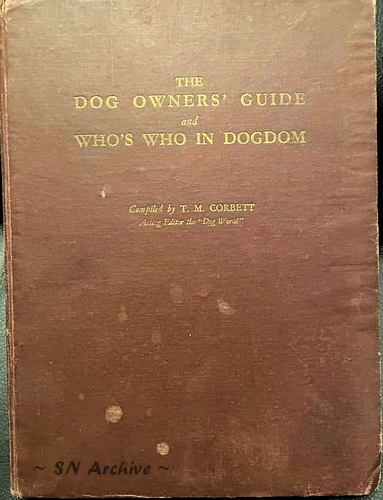 THE
DOG OWNERS' GUIDE
and
WHO'S WHO IN DOGDOM
Compiled by T. M. CORBETT
Acting Editor the "Dog World"
~ SN Archive ~